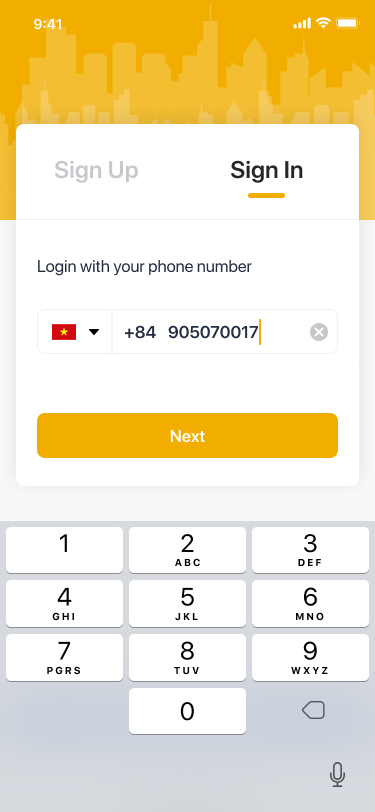 9:41
Sign Up Sign In
Login with your phone number
+84 905070017
Next
1 2 3
ABC DEF
4 5 6
GHI JKL MNO
7 8 9
PGRS TUV WXYZ
0